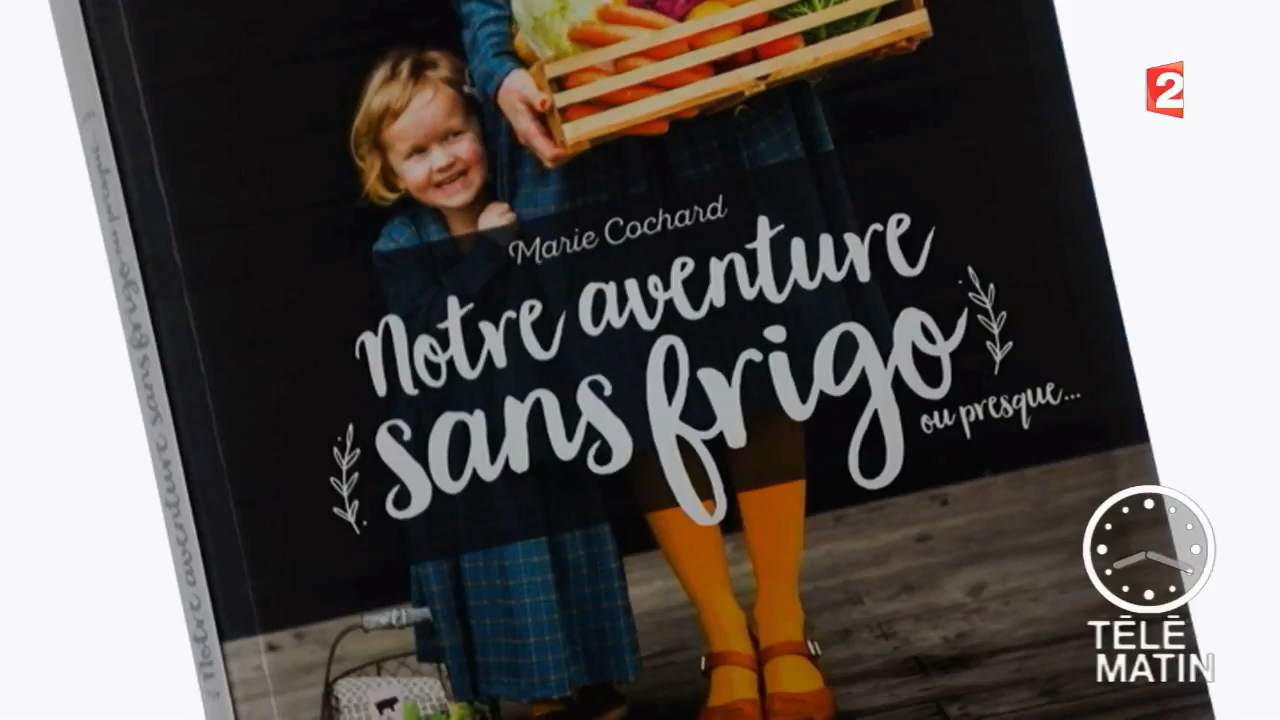 2
Marie Cochard
Notre aventure
sans frigo
ou presque...
Notre aventure sans frigo ou presque...
TÉLÉ
MATIN